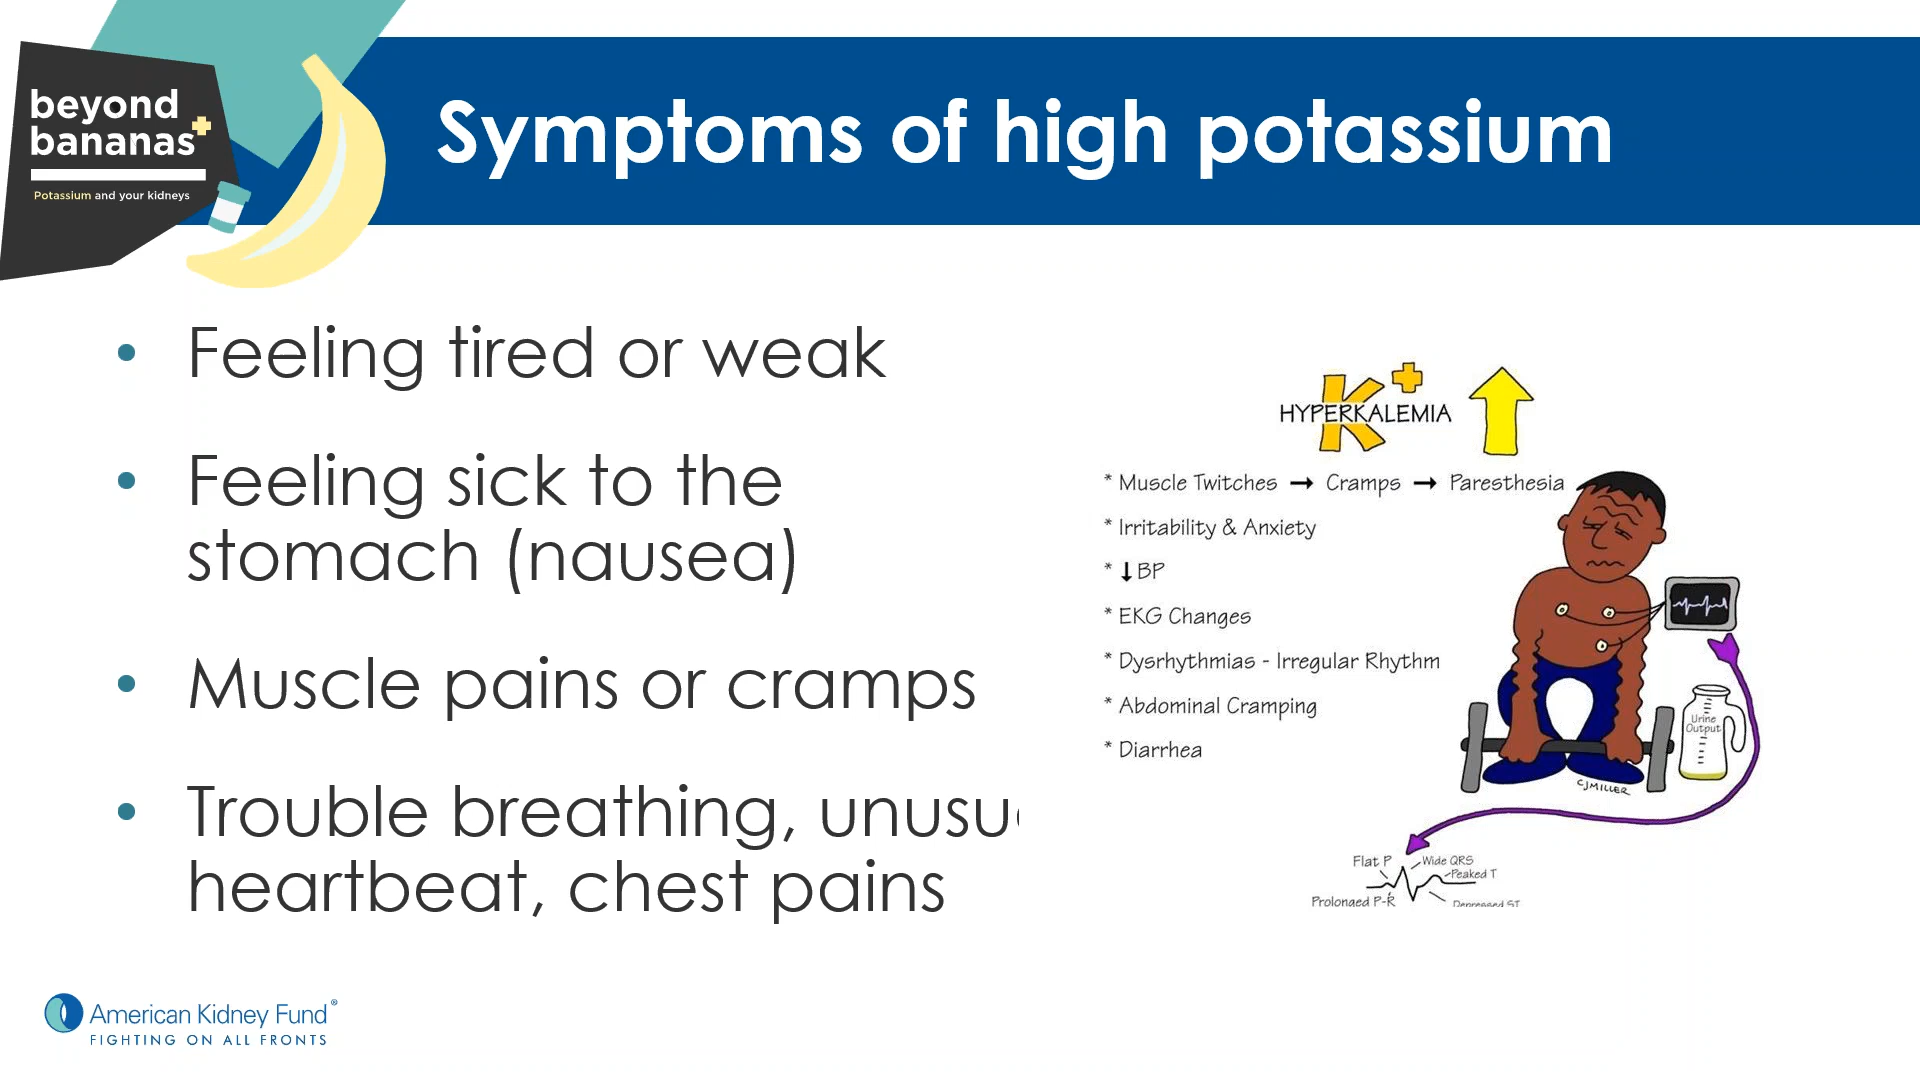 beyond
bananas+
Potassium and your kidneys
Symptoms of high potassium
• Feeling tired or weak
• Feeling sick to the
stomach (nausea)
• Muscle pains or cramps
• Trouble breathing,
heartbeat, chest pains
K+
HYPERKALEMIA
* Muscle Twitches → Cramps → Paresthesia
* Irritability & Anxiety
* ↓ BP
* EKG Changes
* Dysrhythmias - Irregular Rhythm
* Abdominal Cramping
* Diarrhea
Urine
Output
CJMILLER
Flat P
Wide QRS
Peaked T
Prolonged P-R
Depressed ST
American Kidney Fund®
FIGHTING ON ALL FRONTS